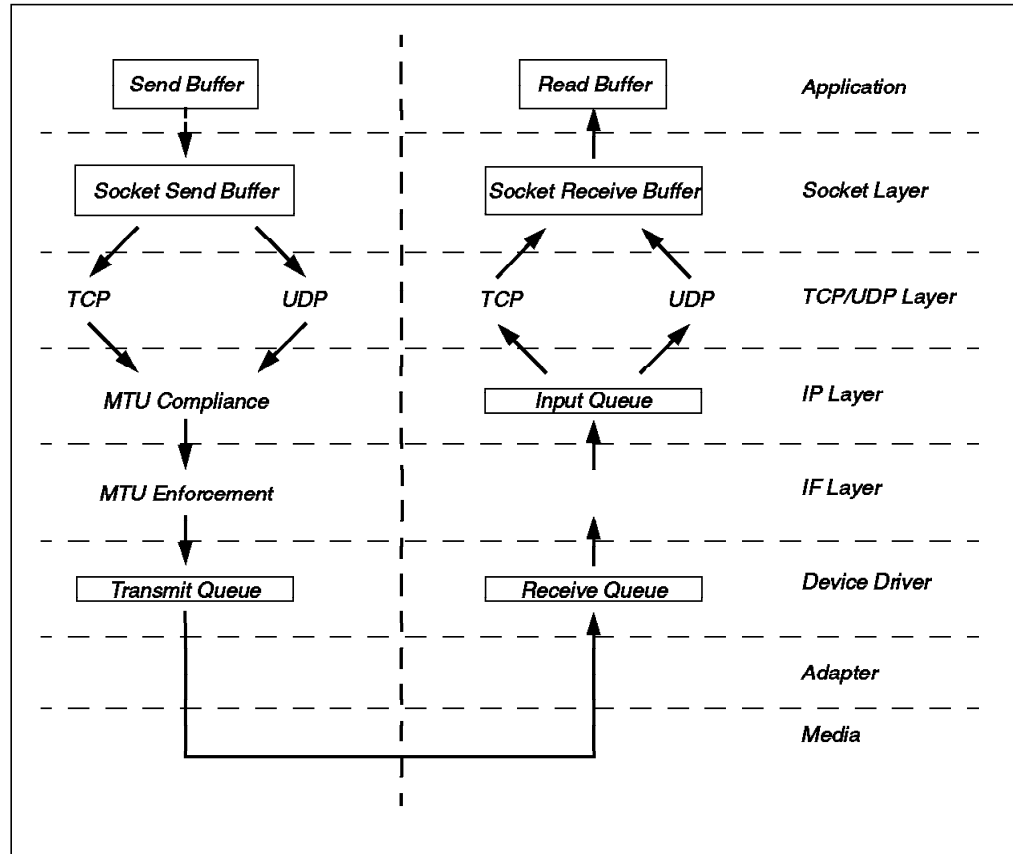 Send Buffer
Read Buffer
Application
Socket Send Buffer
Socket Receive Buffer
Socket Layer
TCP
UDP
TCP
UDP
TCP/UDP Layer
MTU Compliance
Input Queue
IP Layer
MTU Enforcement
IF Layer
Transmit Queue
Receive Queue
Device Driver
Adapter
Media